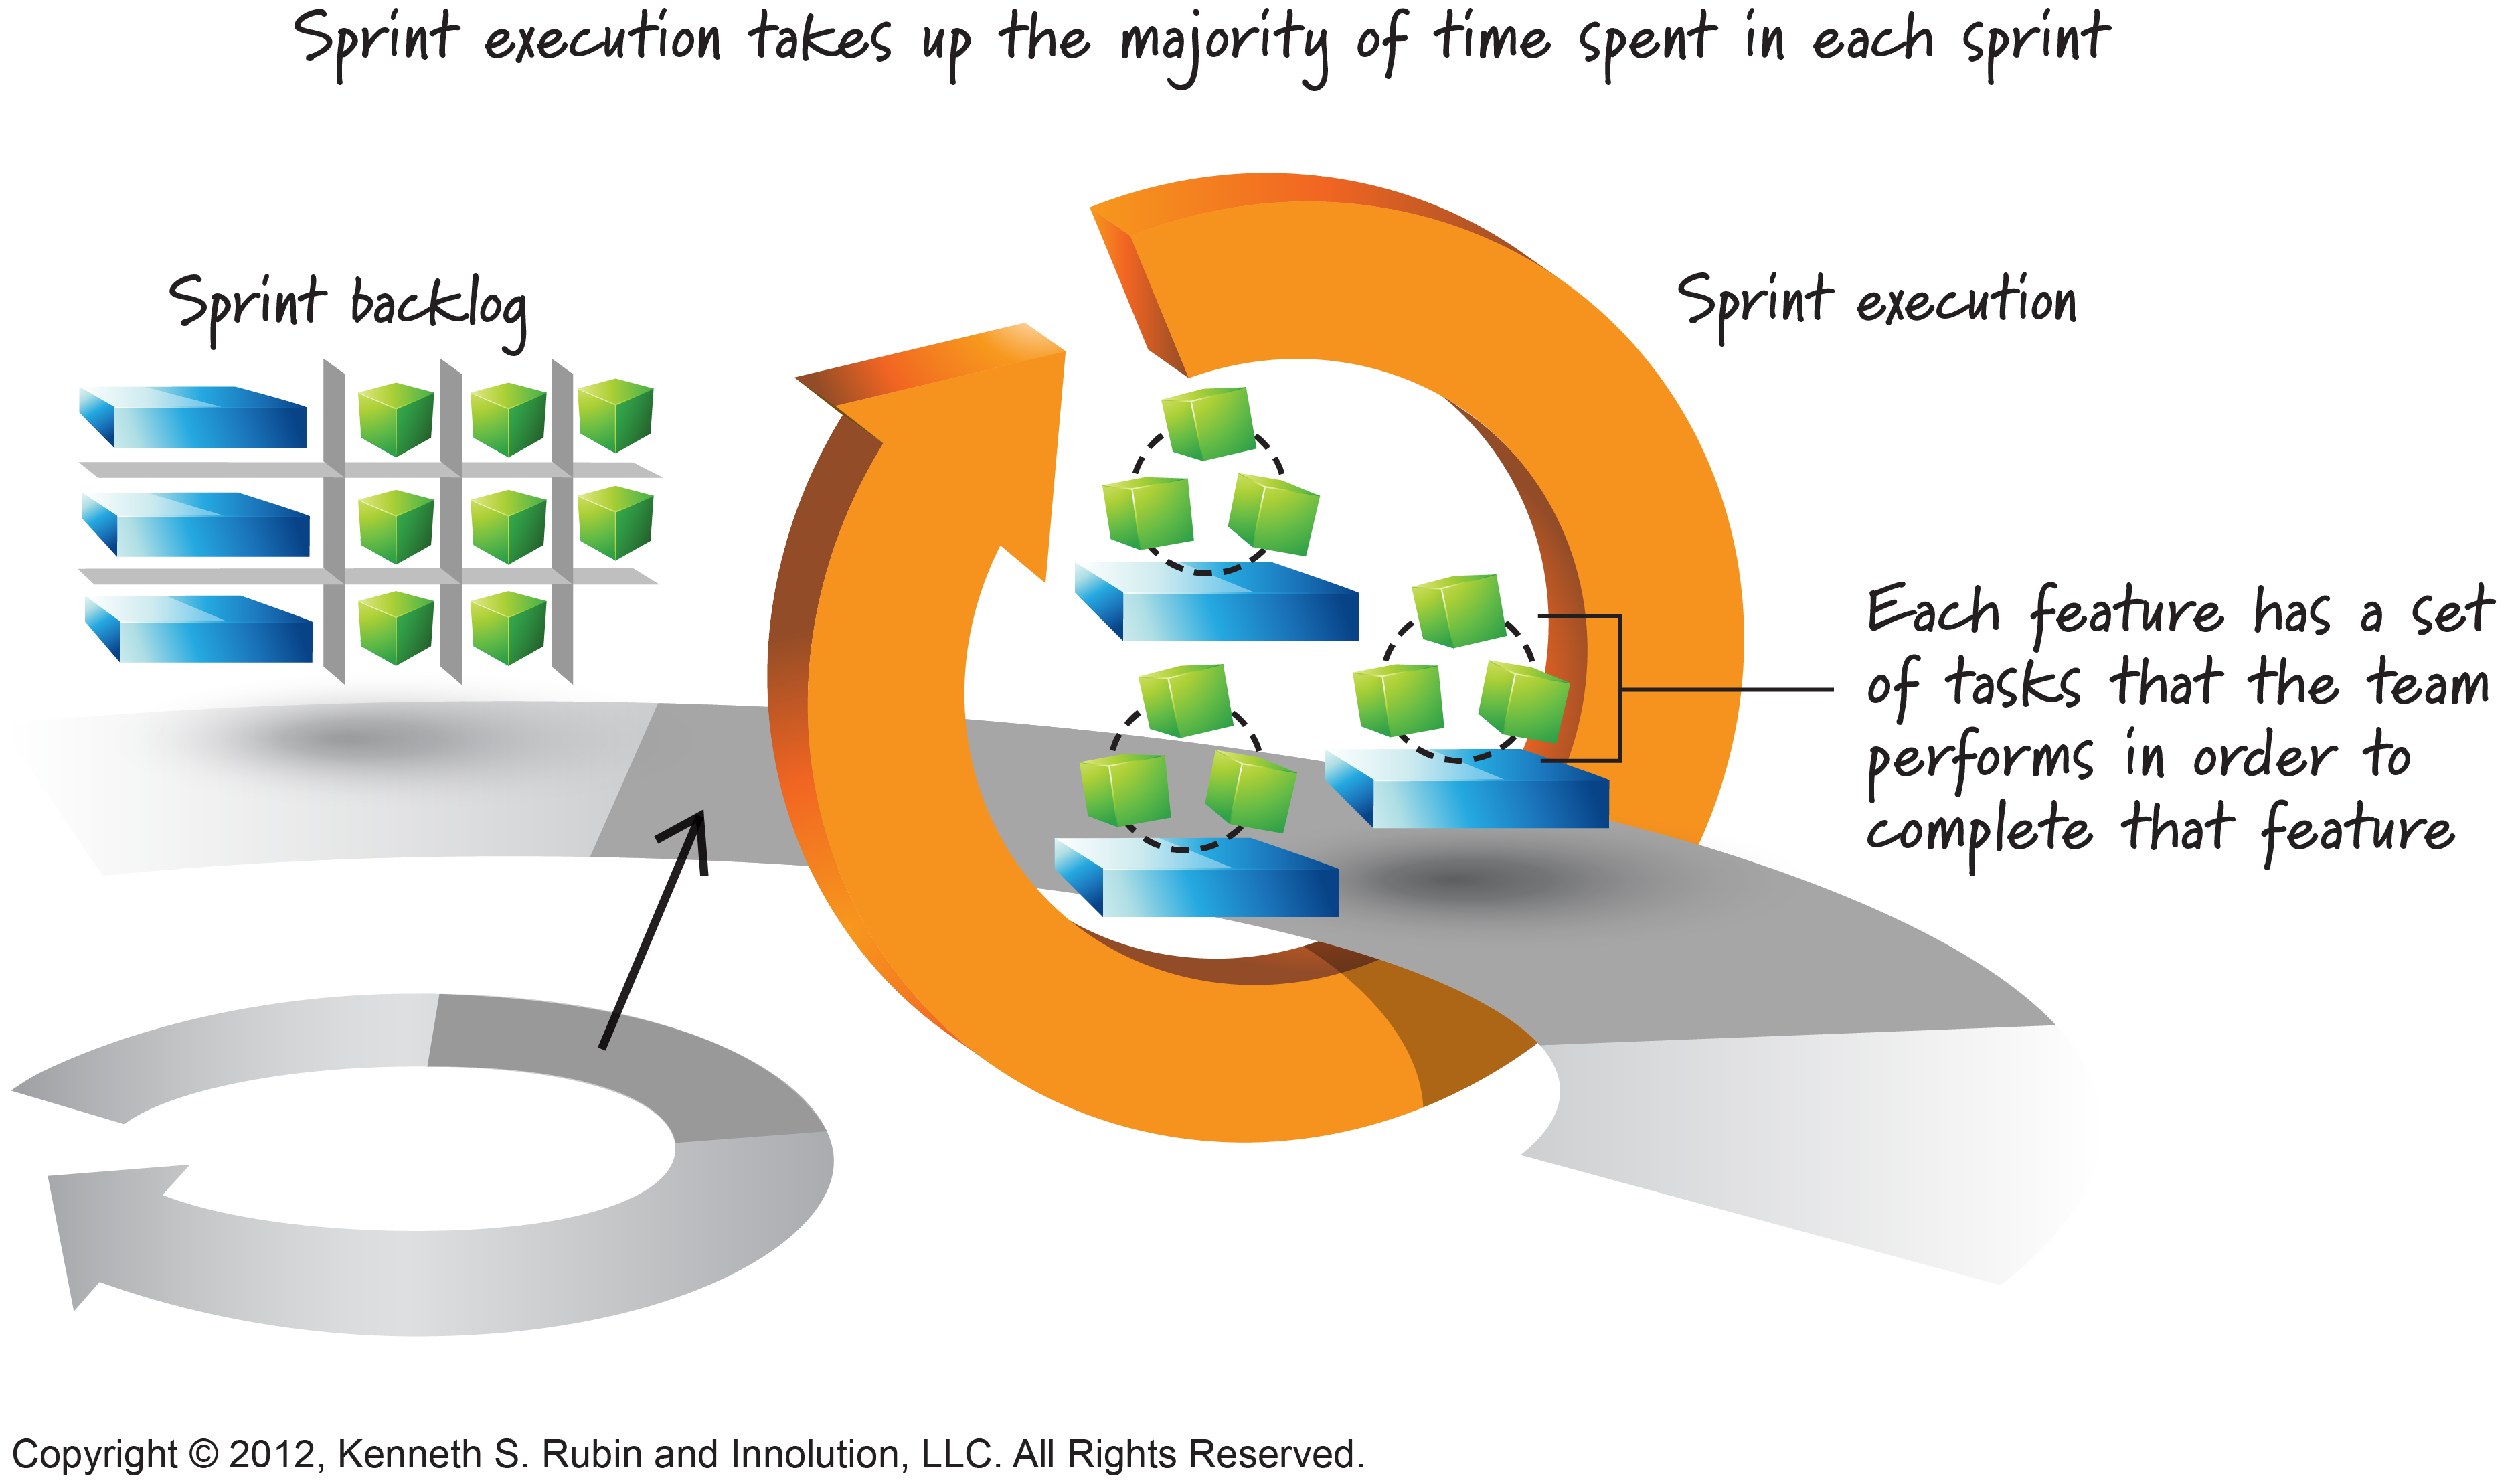 Sprint execution takes up the majority of time spent in each sprint
Sprint backlog
Sprint execution
Each feature has a set
of tasks that the team
performs in order to
complete that feature
Copyright © 2012, Kenneth S. Rubin and Innolution, LLC. All Rights Reserved.